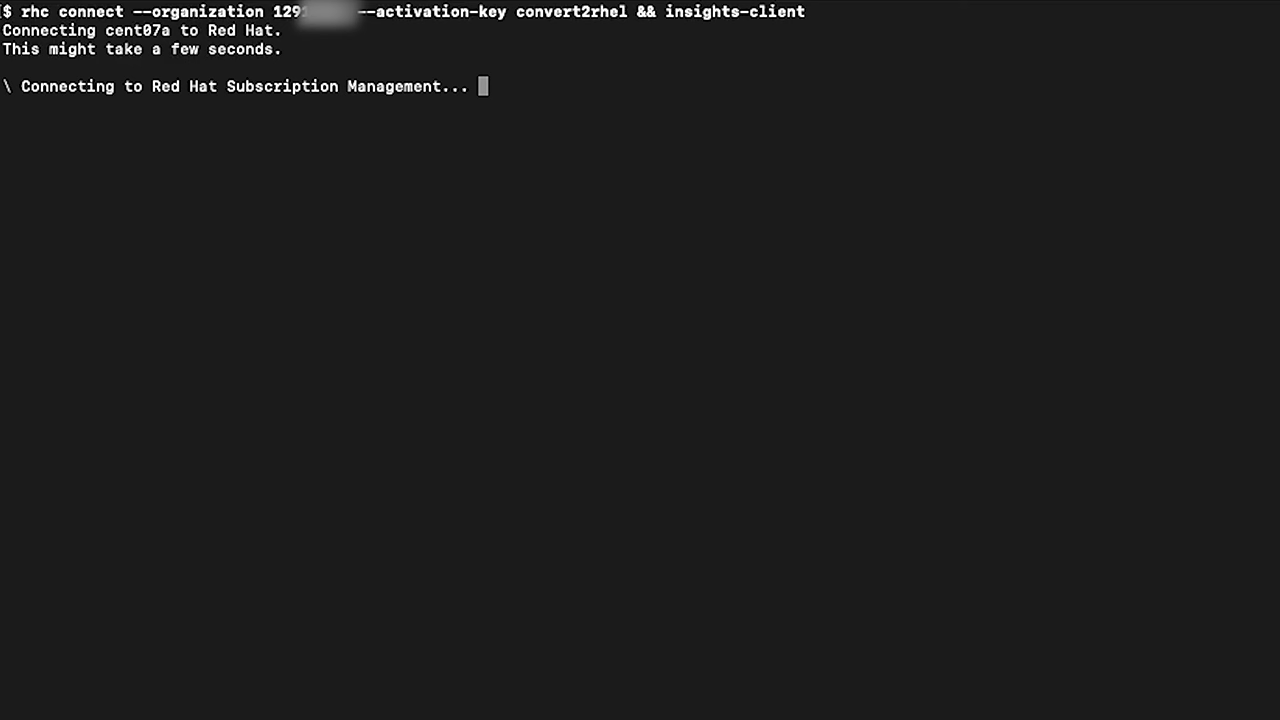 $ rhc connect --organization 129 --activation-key convert2rhel && insights-client
Connecting cent07a to Red Hat.
This might take a few seconds.
\ Connecting to Red Hat Subscription Management...